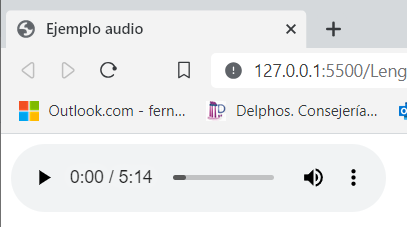 Ejemplo audio
127.0.0.1:5500/Leng
Outlook.com - fern... Delphos. Consejería...
0:00 / 5:14